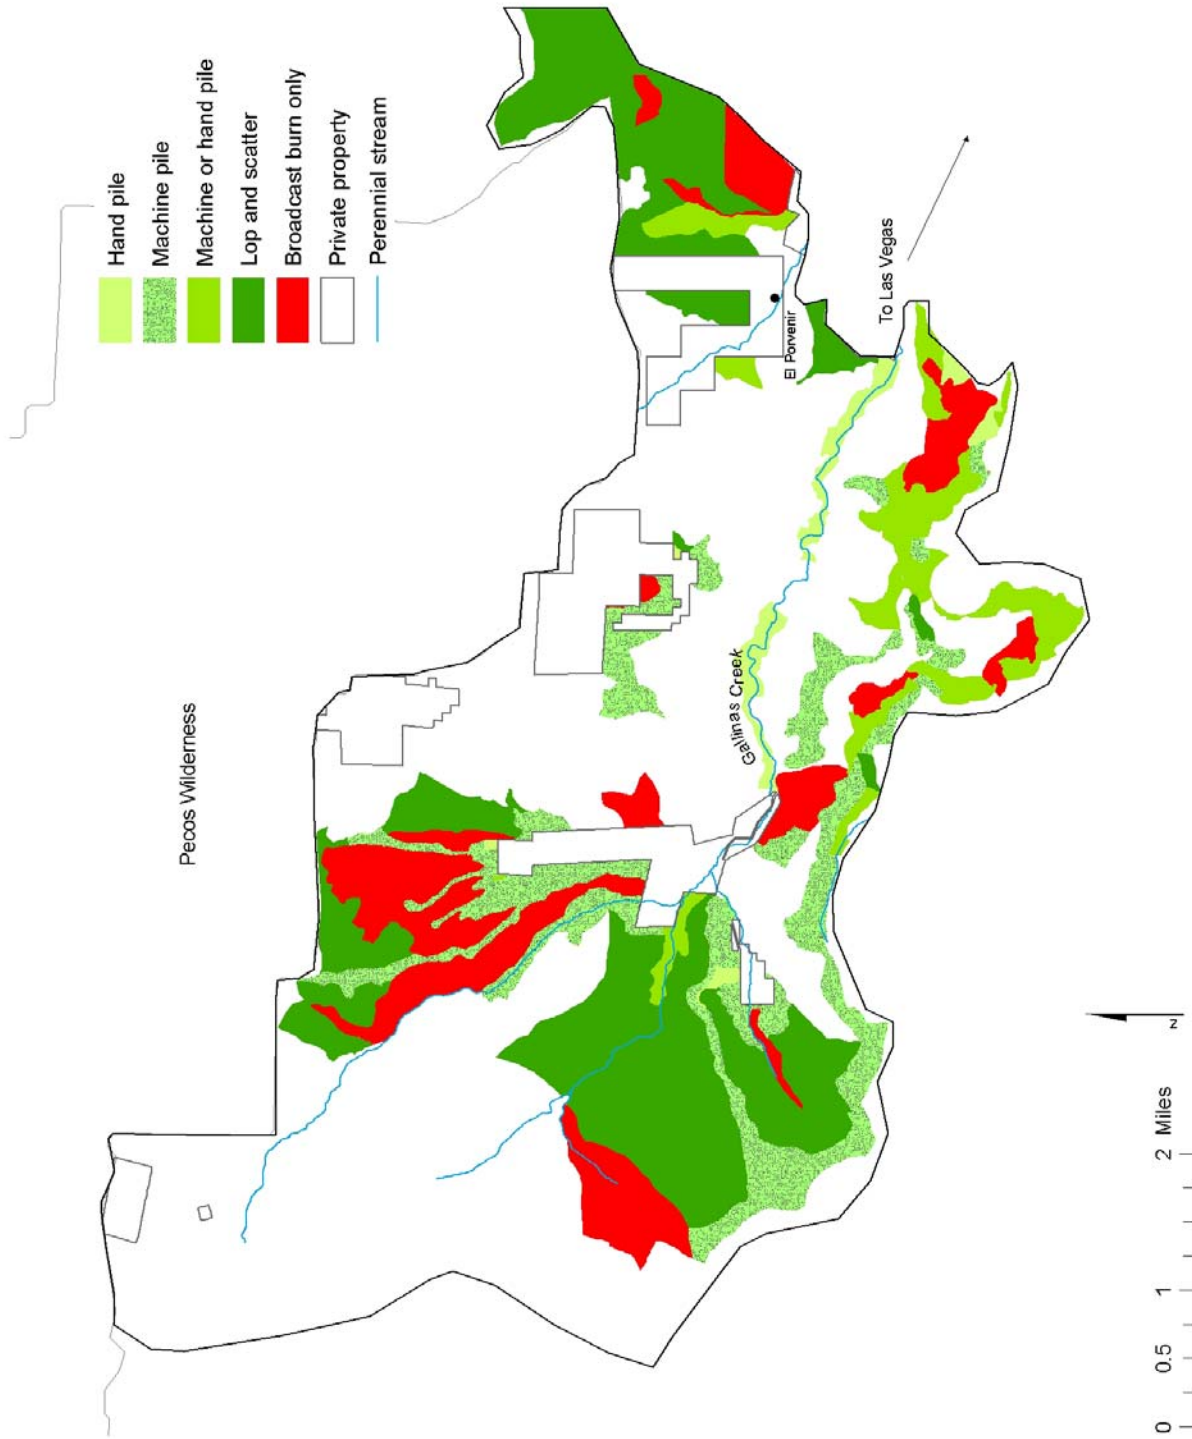 Pecos Wilderness
Hand pile
Machine pile
Machine or hand pile
Lop and scatter
Broadcast burn only
Private property
Perennial stream
Gallinas Creek
El Porvenir
To Las Vegas
N
0 0.5 1 2 Miles